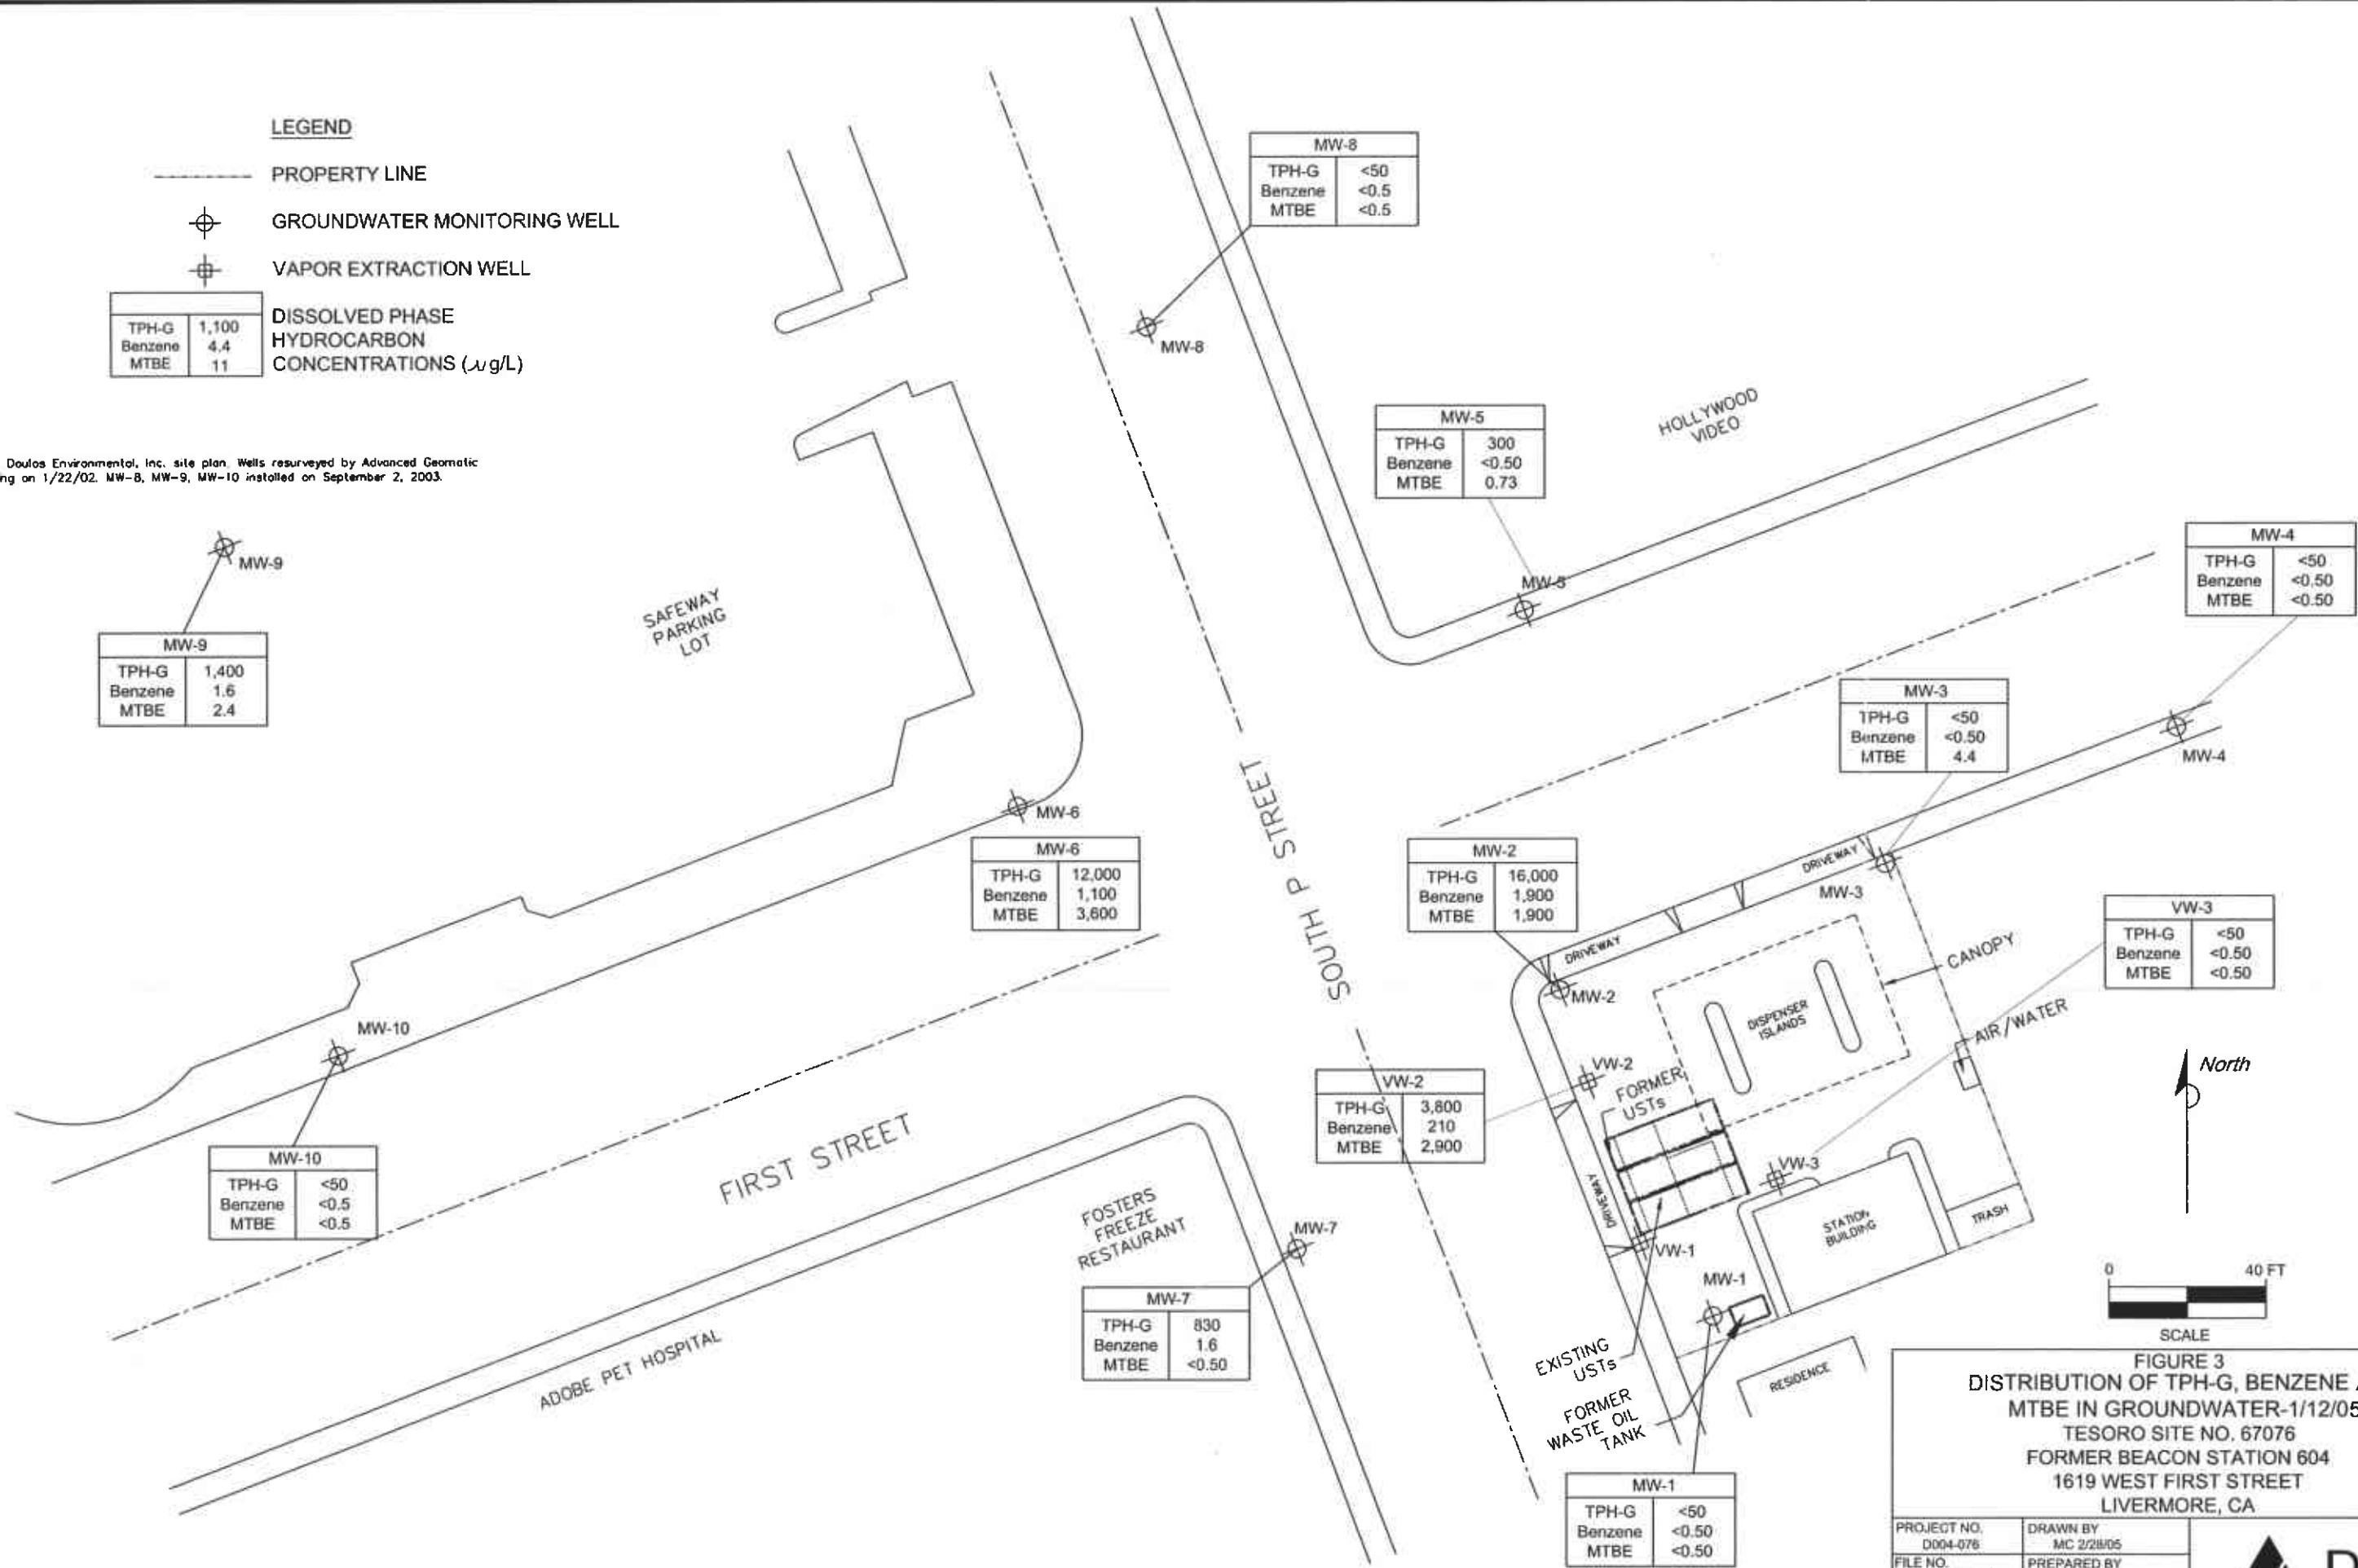 LEGEND
PROPERTY LINE
GROUNDWATER MONITORING WELL
VAPOR EXTRACTION WELL
TPH-G 1,100
Benzene 4.4
MTBE 11
DISSOLVED PHASE
HYDROCARBON
CONCENTRATIONS (μg/L)
Doulos Environmental, Inc. site plan. Wells resurveyed by Advanced Geomatic
ng on 1/22/02. MW-8, MW-9, MW-10 installed on September 2, 2003.
MW-8
TPH-G <50
Benzene <0.5
MTBE <0.5
MW-8
MW-5
TPH-G 300
Benzene <0.50
MTBE 0.73
MW-5
HOLLYWOOD
VIDEO
MW-4
TPH-G <50
Benzene <0.50
MTBE <0.50
MW-4
MW-9
MW-9
TPH-G 1,400
Benzene 1.6
MTBE 2.4
SAFEWAY
PARKING
LOT
MW-3
TPH-G <50
Benzene <0.50
MTBE 4.4
MW-3
MW-6
MW-6
TPH-G 12,000
Benzene 1,100
MTBE 3,600
SOUTH P STREET
MW-2
TPH-G 16,000
Benzene 1,900
MTBE 1,900
MW-2
DRIVEWAY
DRIVEWAY
VW-3
TPH-G <50
Benzene <0.50
MTBE <0.50
CANOPY
DISPENSER
ISLANDS
AIR/WATER
North
MW-10
MW-10
TPH-G <50
Benzene <0.5
MTBE <0.5
FIRST STREET
VW-2
TPH-G 3,800
Benzene 210
MTBE 2,900
VW-2
FORMER
USTs
VW-3
DRIVEWAY
STATION
BUILDING
TRASH
VW-1
FOSTERS
FREEZE
RESTAURANT
MW-7
MW-7
TPH-G 830
Benzene 1.6
MTBE <0.50
ADOBE PET HOSPITAL
MW-1
EXISTING
USTs
FORMER
WASTE OIL
TANK
RESIDENCE
MW-1
TPH-G <50
Benzene <0.50
MTBE <0.50
0 40 FT
SCALE
FIGURE 3
DISTRIBUTION OF TPH-G, BENZENE
MTBE IN GROUNDWATER-1/12/05
TESORO SITE NO. 67076
FORMER BEACON STATION 604
1619 WEST FIRST STREET
LIVERMORE, CA
PROJECT NO. DRAWN BY
D004-076 MC 2/28/05
FILE NO. PREPARED BY